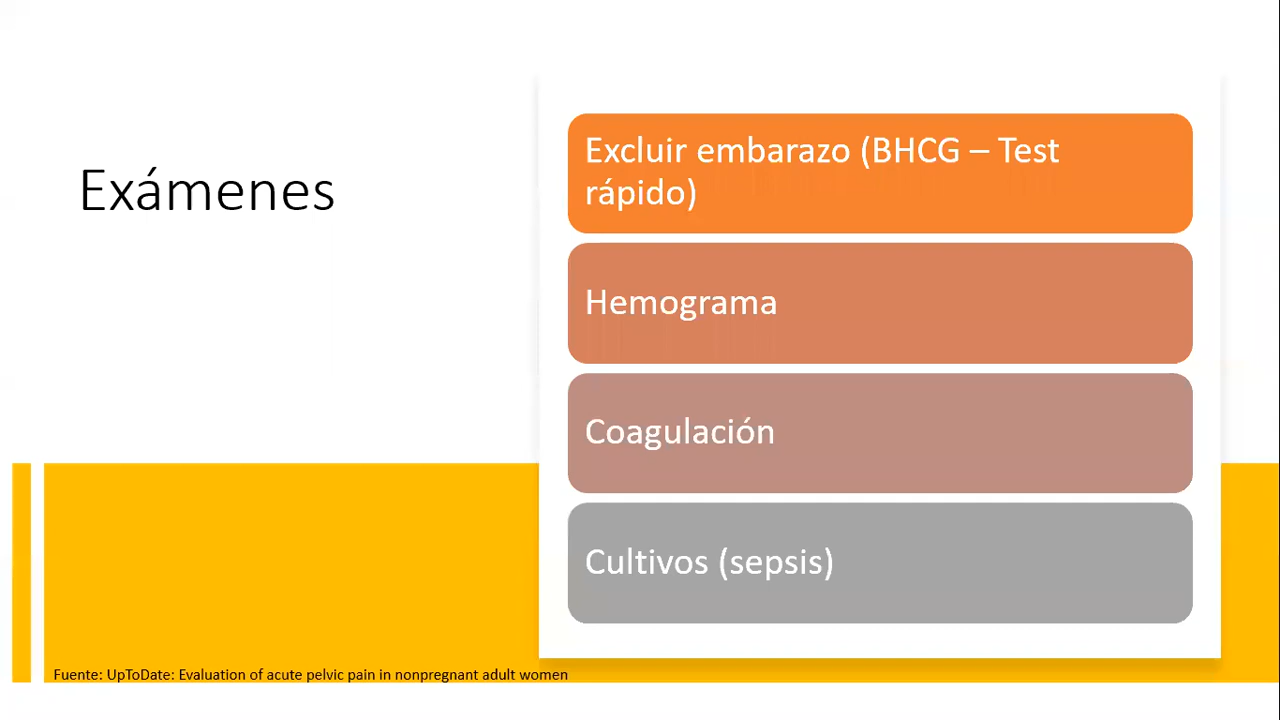 Exámenes
Excluir embarazo (BHCG – Test
rápido)
Hemograma
Coagulación
Cultivos (sepsis)
Fuente: UpToDate: Evaluation of acute pelvic pain in nonpregnant adult women